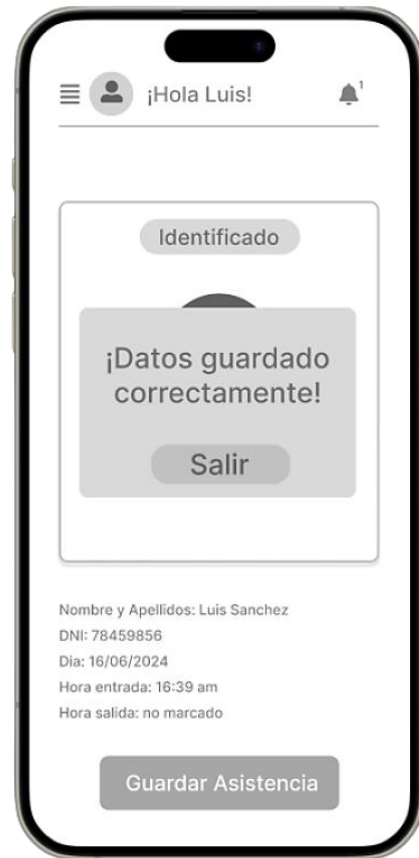 ¡Hola Luis!
1
Identificado
¡Datos guardado
correctamente!
Salir
Nombre y Apellidos: Luis Sanchez
DNI: 78459856
Dia: 16/06/2024
Hora entrada: 16:39 am
Hora salida: no marcado
Guardar Asistencia